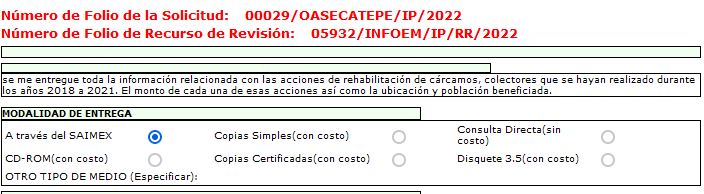 Número de Folio de la Solicitud: 00029/OASECATEPE/IP/2022
Número de Folio de Recurso de Revisión: 05932/INFOEM/IP/RR/2022
se me entregue toda la información relacionada con las acciones de rehabilitación de cárcamos, colectores que se hayan realizado durante
los años 2018 a 2021. El monto de cada una de esas acciones así como la ubicación y población beneficiada.
MODALIDAD DE ENTREGA
A través del SAIMEX Copias Simples(con costo) Consulta Directa(sin
costo)
CD-ROM(con costo) Copias Certificadas(con costo) Disquete 3.5(con costo)
OTRO TIPO DE MEDIO (Especificar):